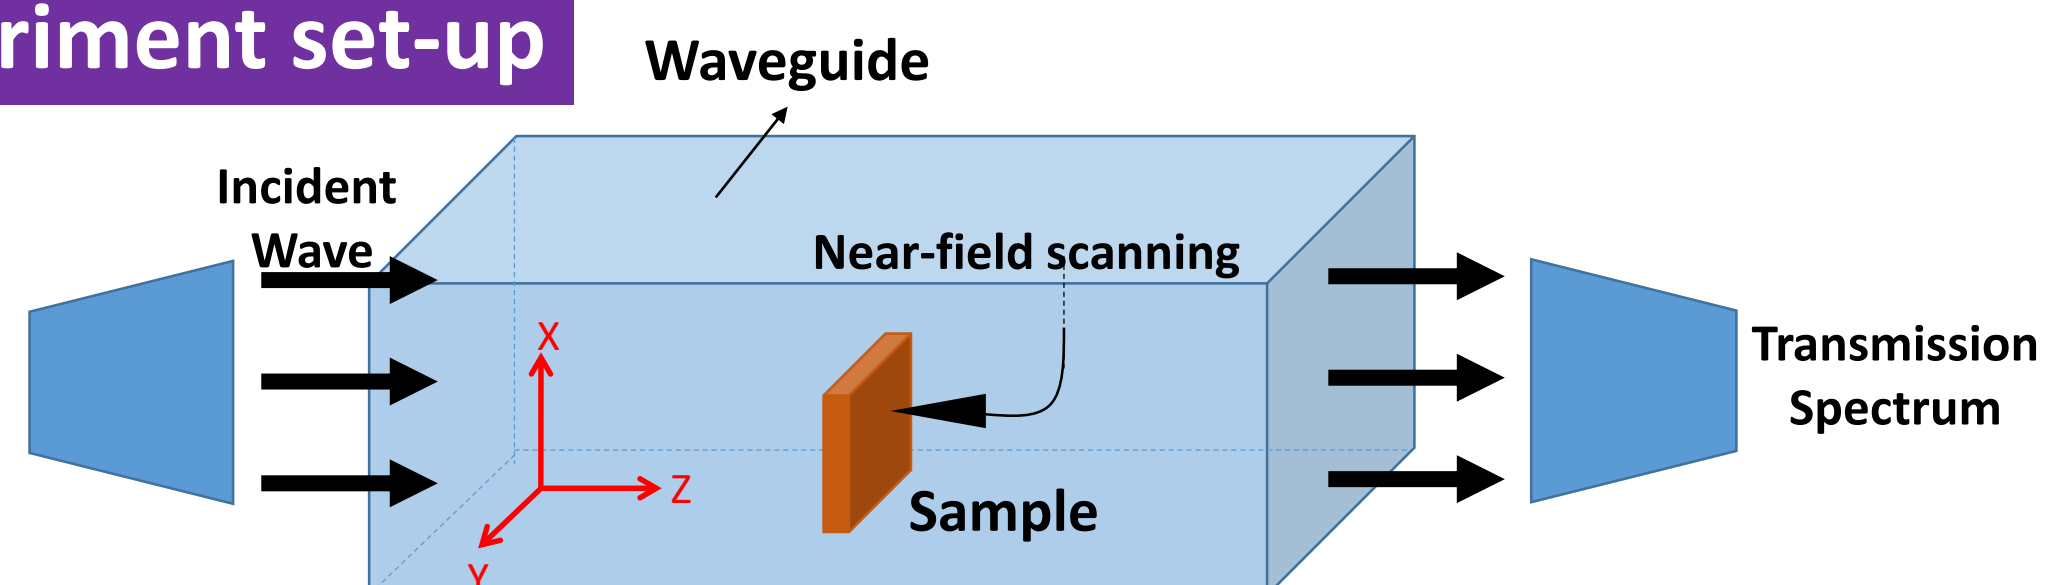 riment set-up
Waveguide
Incident
Wave
Near-field scanning
X
Z
Y
Sample
Transmission
Spectrum